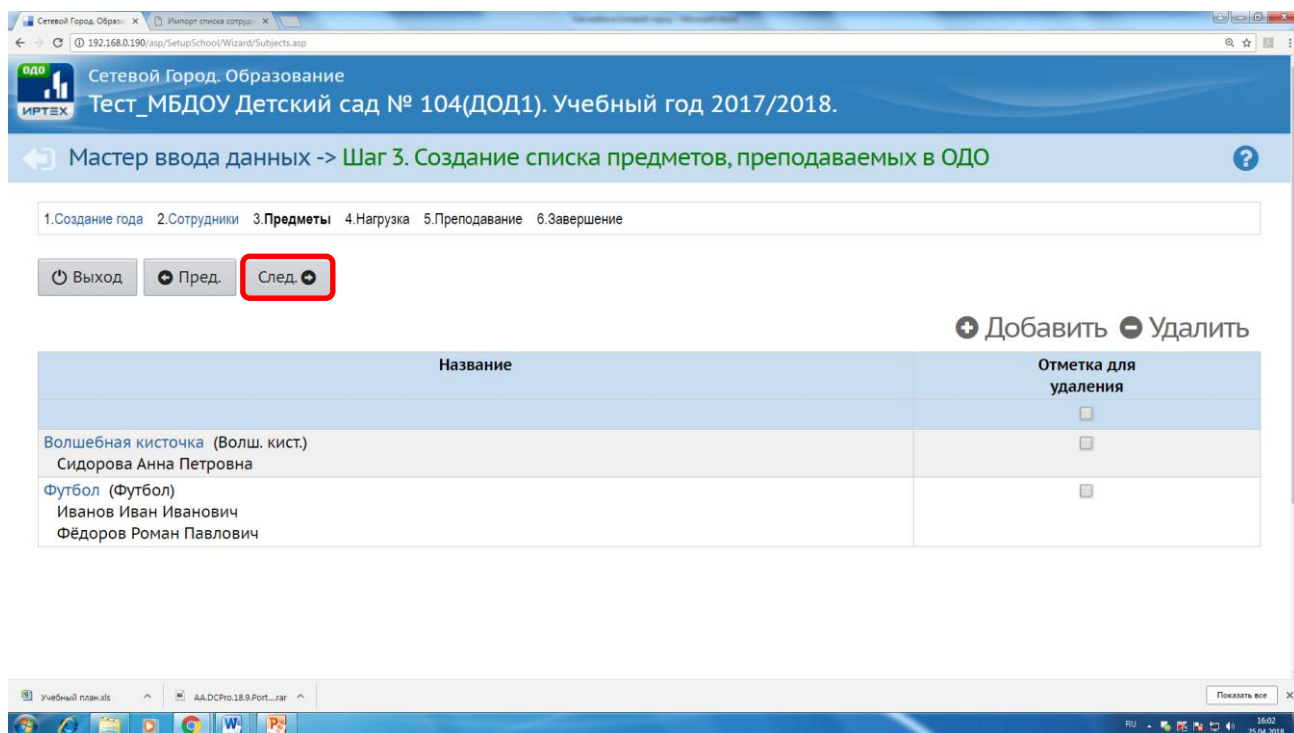 Сетевой Город. Образо
Импорт списка сотруд
192.168.0.190/asp/SetupSchool/Wizard/Subjects.asp
ОДО
ИРТЕХ
Сетевой Город. Образование
Тест_МБДОУ Детский сад № 104(ДОД1). Учебный год 2017/2018.
Мастер ввода данных -> Шаг 3. Создание списка предметов, преподаваемых в ОДО
?
1.Создание года 2.Сотрудники 3.Предметы 4.Нагрузка 5.Преподавание 6.Завершение
Выход Пред. След.
Добавить Удалить
Название
Отметка для
удаления
Волшебная кисточка (Волш. кист.)
Сидорова Анна Петровна
Футбол (Футбол)
Иванов Иван Иванович
Фёдоров Роман Павлович
Учебный план.xls
AA.DCPro.18.9.Port....rar
Показать все
RU
16:02
25.04.2018